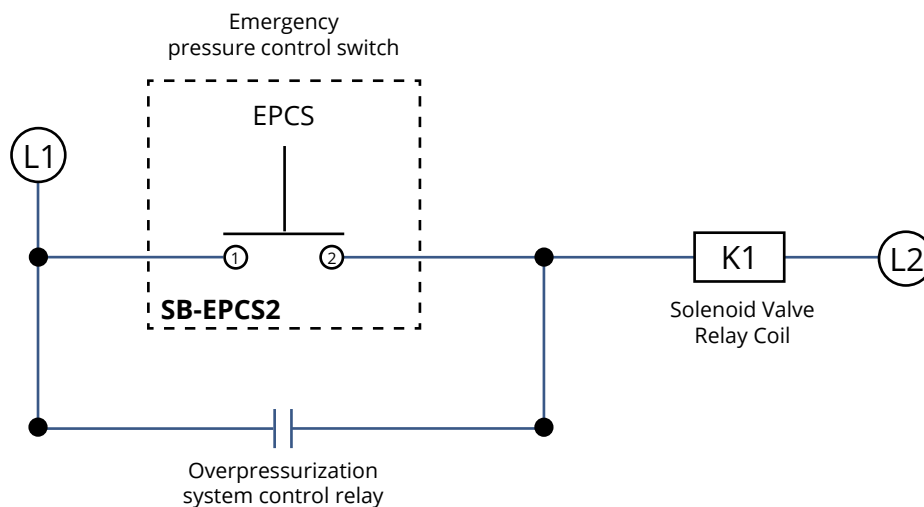 Emergency
pressure control switch
EPCS
L1
1
2
SB-EPCS2
K1
L2
Solenoid Valve
Relay Coil
Overpressurization
system control relay